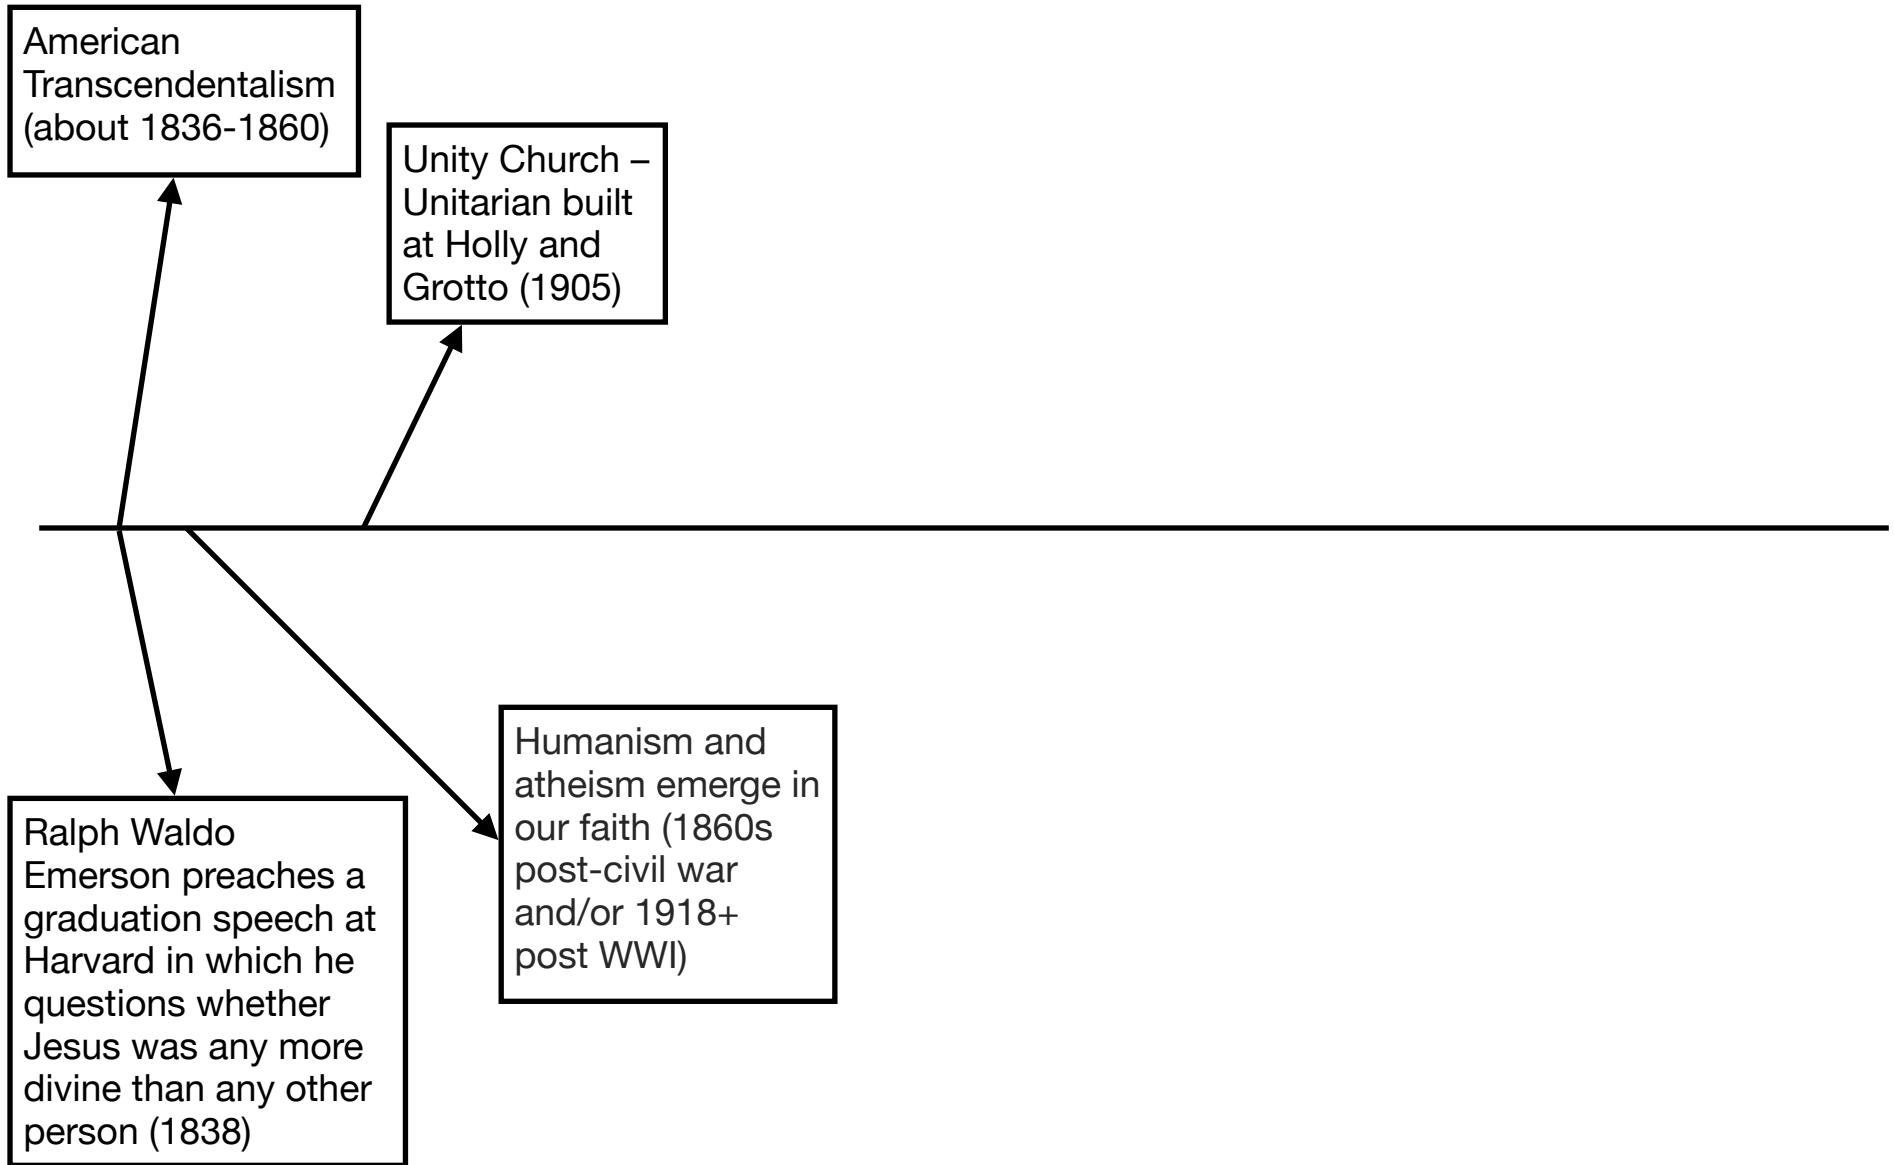 American
Transcendentalism
(about 1836-1860)
Unity Church –
Unitarian built
at Holly and
Grotto (1905)
Humanism and
atheism emerge in
our faith (1860s
post-civil war
and/or 1918+
post WWI)
Ralph Waldo
Emerson preaches a
graduation speech at
Harvard in which he
questions whether
Jesus was any more
divine than any other
person (1838)